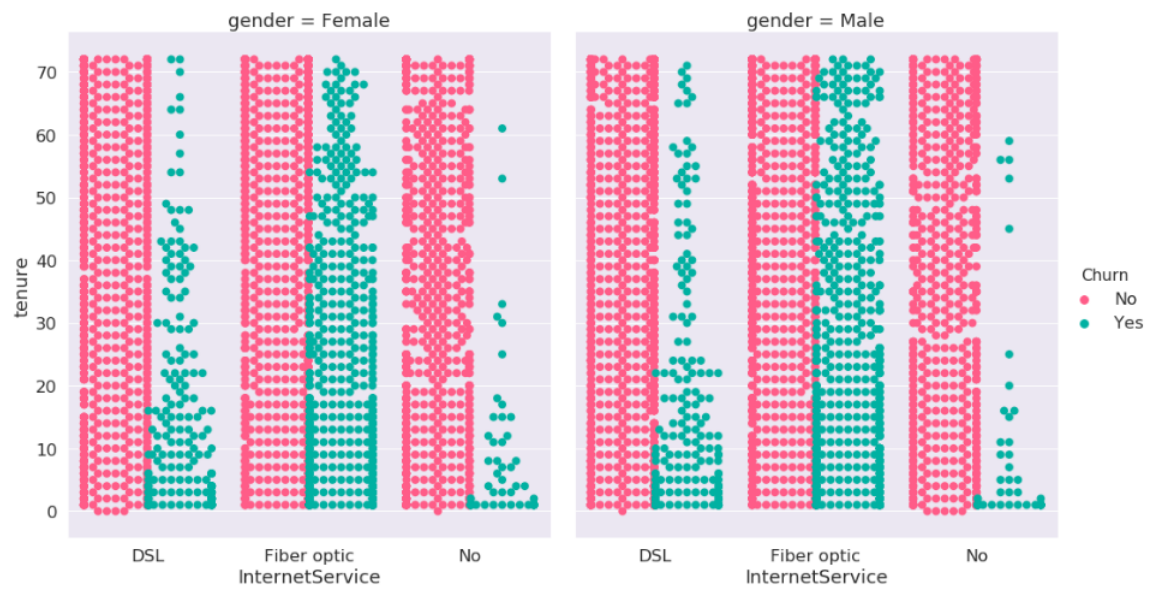 gender = Female
gender = Male
70
60
50
40
30
20
10
0
tenure
DSL
Fiber optic
No
InternetService
DSL
Fiber optic
No
InternetService
Churn
No
Yes